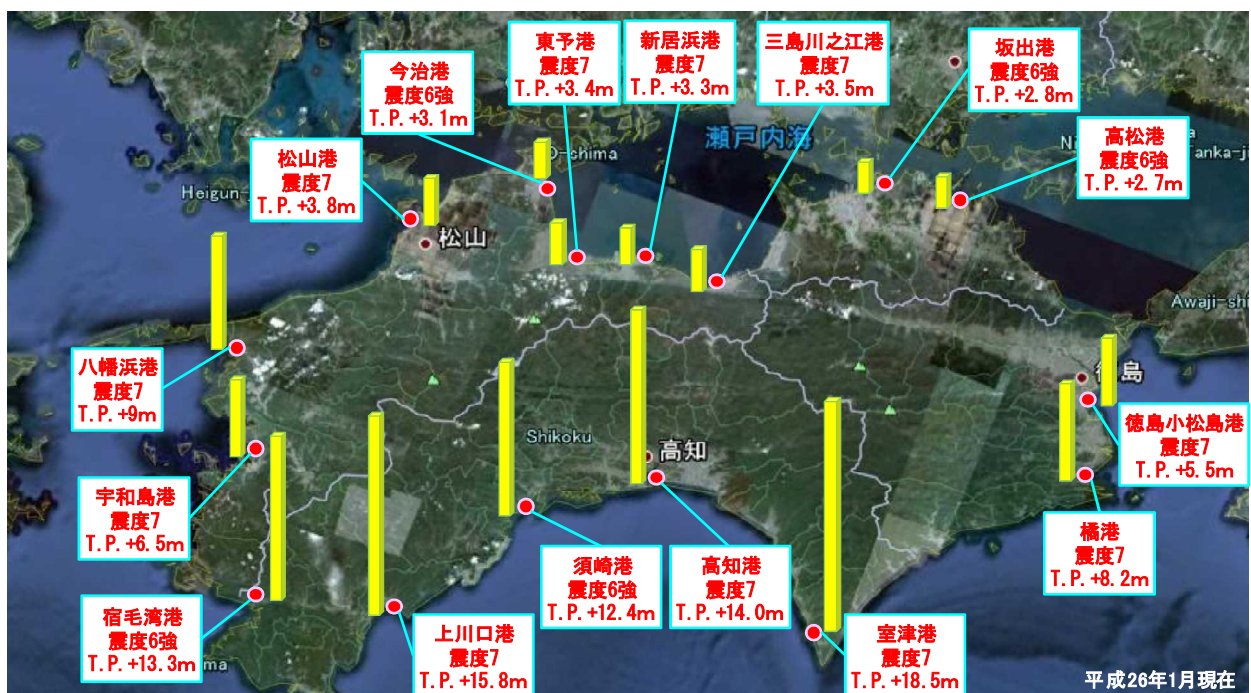 東予港
震度7
T.P.+3.4m
新居浜港
震度7
T.P.+3.3m
三島川之江港
震度7
T.P.+3.5m
坂出港
震度6強
T.P.+2.8m
今治港
震度6強
T.P.+3.1m
高松港
震度6強
T.P.+2.7m
松山港
震度7
T.P.+3.8m
瀬戸内海
O-shima
Heigun-
Tanka-ji
松山
Awaji-shi
八幡浜港
震度7
T.P.+9m
徳島
徳島小松島港
震度7
T.P.+5.5m
Shikoku
高知
宇和島港
震度7
T.P.+6.5m
橘港
震度7
T.P.+8.2m
須崎港
震度6強
T.P.+12.4m
高知港
震度7
T.P.+14.0m
宿毛湾港
震度6強
T.P.+13.3m
上川口港
震度7
T.P.+15.8m
室津港
震度7
T.P.+18.5m
平成26年1月現在